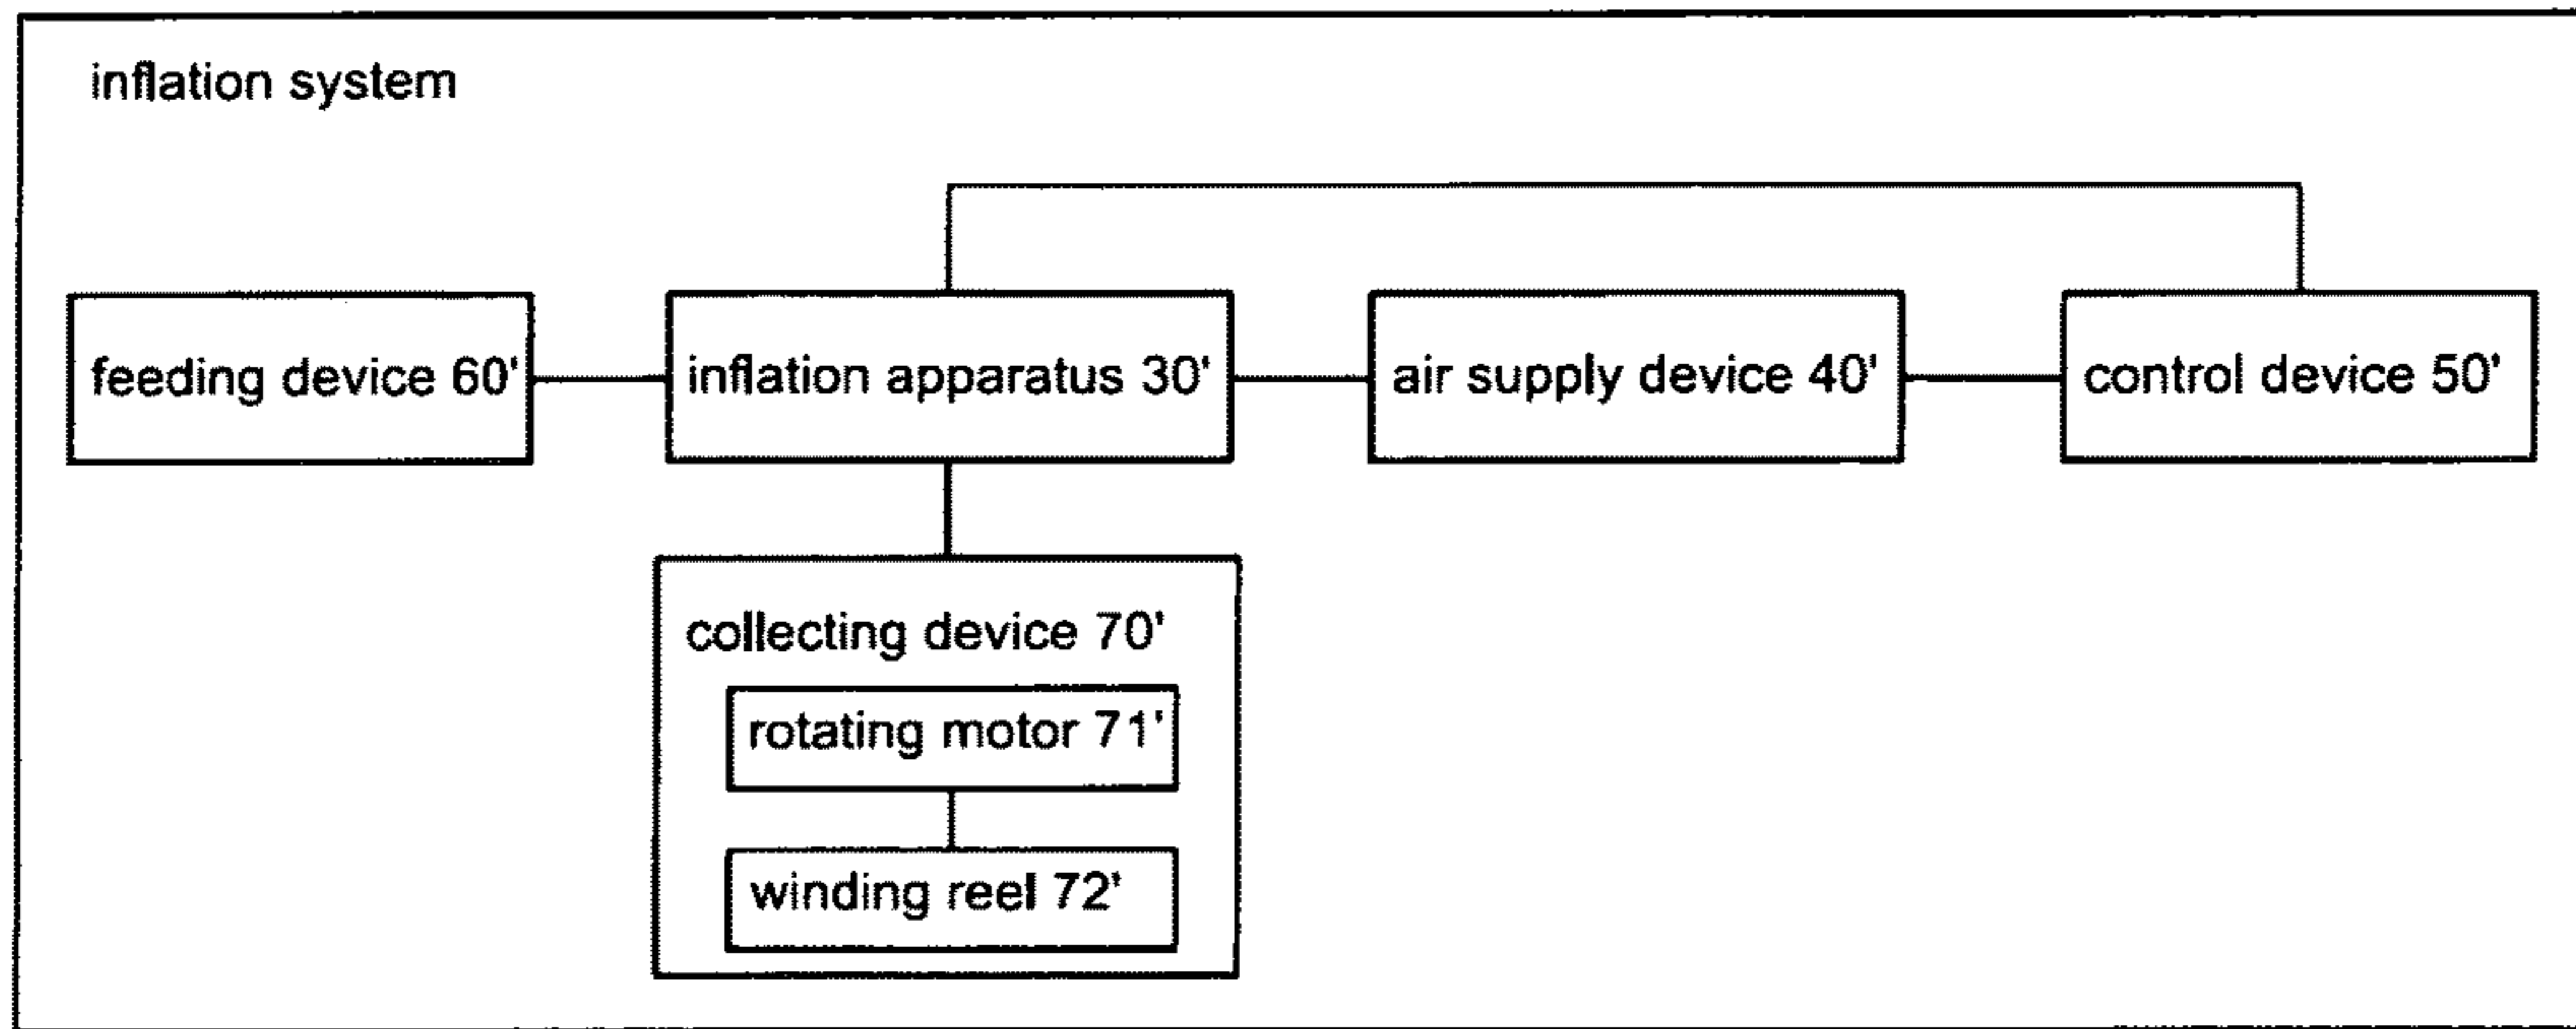 inflation system
feeding device 60'
inflation apparatus 30'
air supply device 40'
control device 50'
collecting device 70'
rotating motor 71'
winding reel 72'